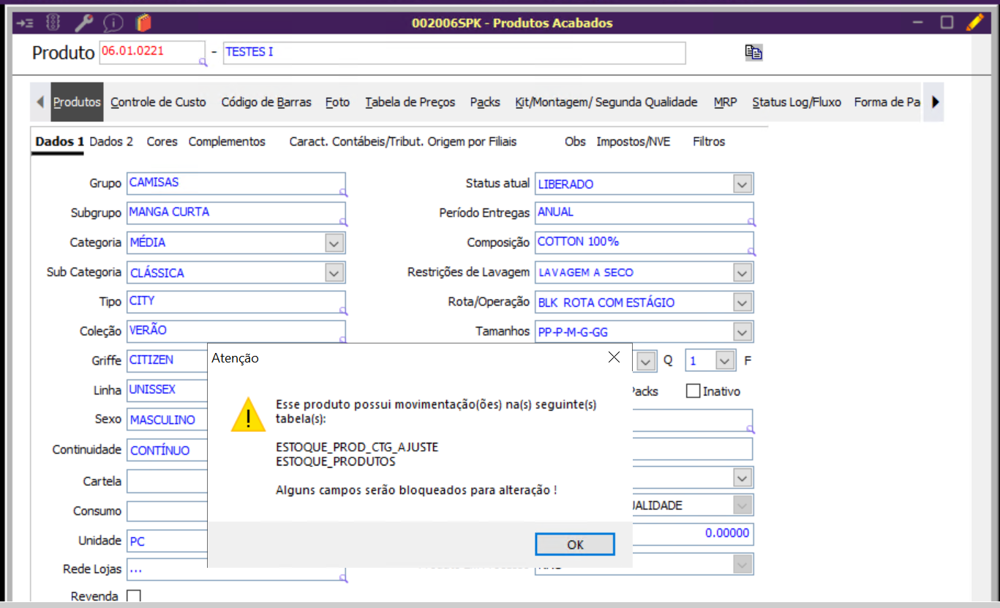 002006SPK - Produtos Acabados
Produto 06.01.0221 - TESTES I
Produtos Controle de Custo Código de Barras Foto Tabela de Preços Packs Kit/Montagem/ Segunda Qualidade MRP Status Log/Fluxo Forma de Pa
Dados 1 Dados 2 Cores Complementos Caract. Contábeis/Tribut. Origem por Filiais Obs Impostos/NVE Filtros
Grupo CAMISAS Status atual LIBERADO
Subgrupo MANGA CURTA Período Entregas ANUAL
Categoria MÉDIA Composição COTTON 100%
Sub Categoria CLÁSSICA Restrições de Lavagem LAVAGEM A SECO
Tipo CITY Rota/Operação BLK ROTA COM ESTÁGIO
Coleção VERÃO Tamanhos PP-P-M-G-GG
Griffe CITIZEN Q 1 F
Linha UNISSEX Packs Inativo
Sexo MASCULINO
Continuidade CONTÍNUO
Cartela
Consumo UALIDADE
Unidade PC 0.00000
Rede Lojas ...
Revenda
Atenção
Esse produto possui movimentação(ões) na(s) seguinte(s)
tabela(s):
ESTOQUE_PROD_CTG_AJUSTE
ESTOQUE_PRODUTOS
Alguns campos serão bloqueados para alteração !
OK